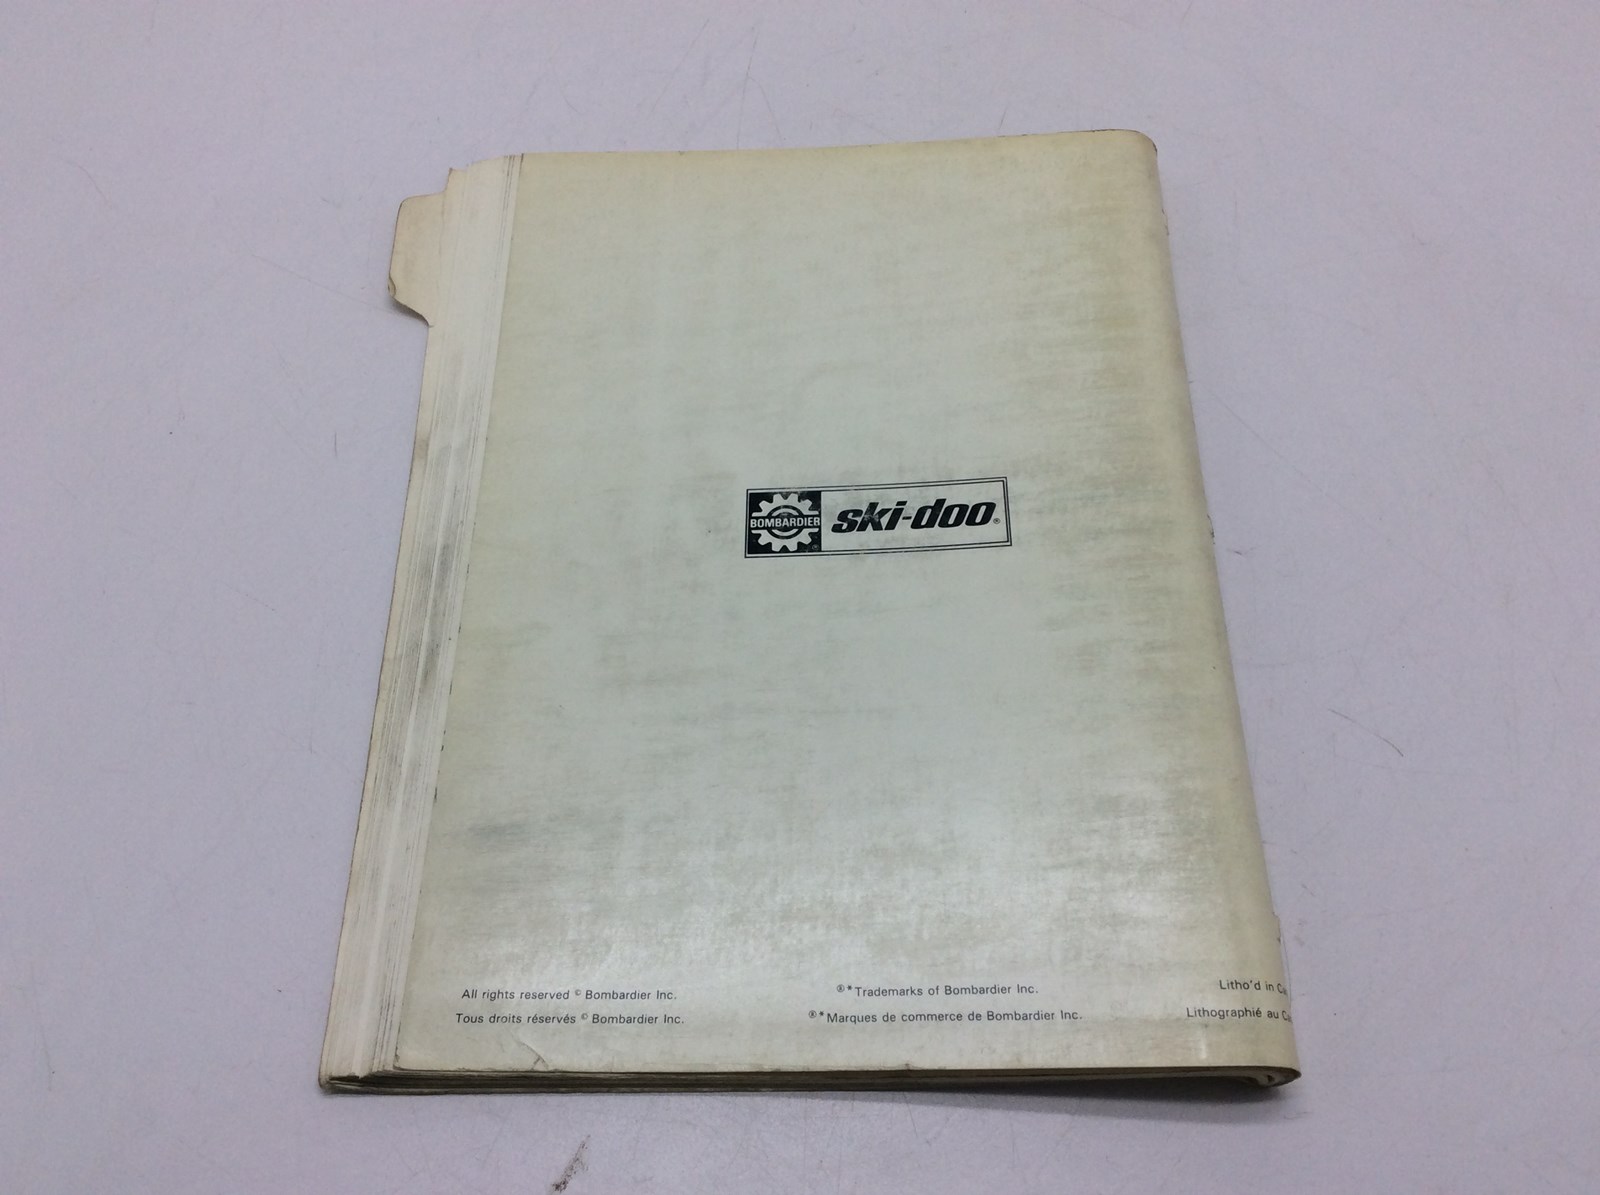 BOMBARDIER ski-doo®
All rights reserved © Bombardier Inc.
Tous droits réservés © Bombardier Inc.
®*Trademarks of Bombardier Inc.
®*Marques de commerce de Bombardier Inc.
Litho'd in
Lithographié au